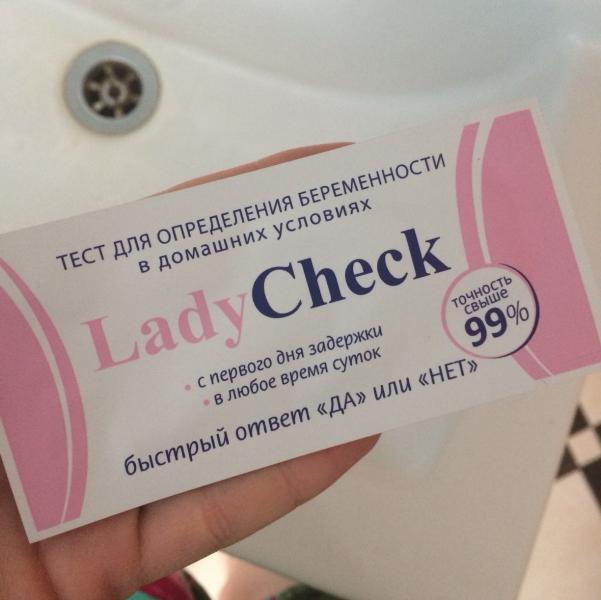 ТЕСТ ДЛЯ ОПРЕДЕЛЕНИЯ БЕРЕМЕННОСТИ
в домашних условиях
LadyCheck
точность
свыше
99%
• с первого дня задержки
• в любое время суток
быстрый ответ «ДА» или «НЕТ»